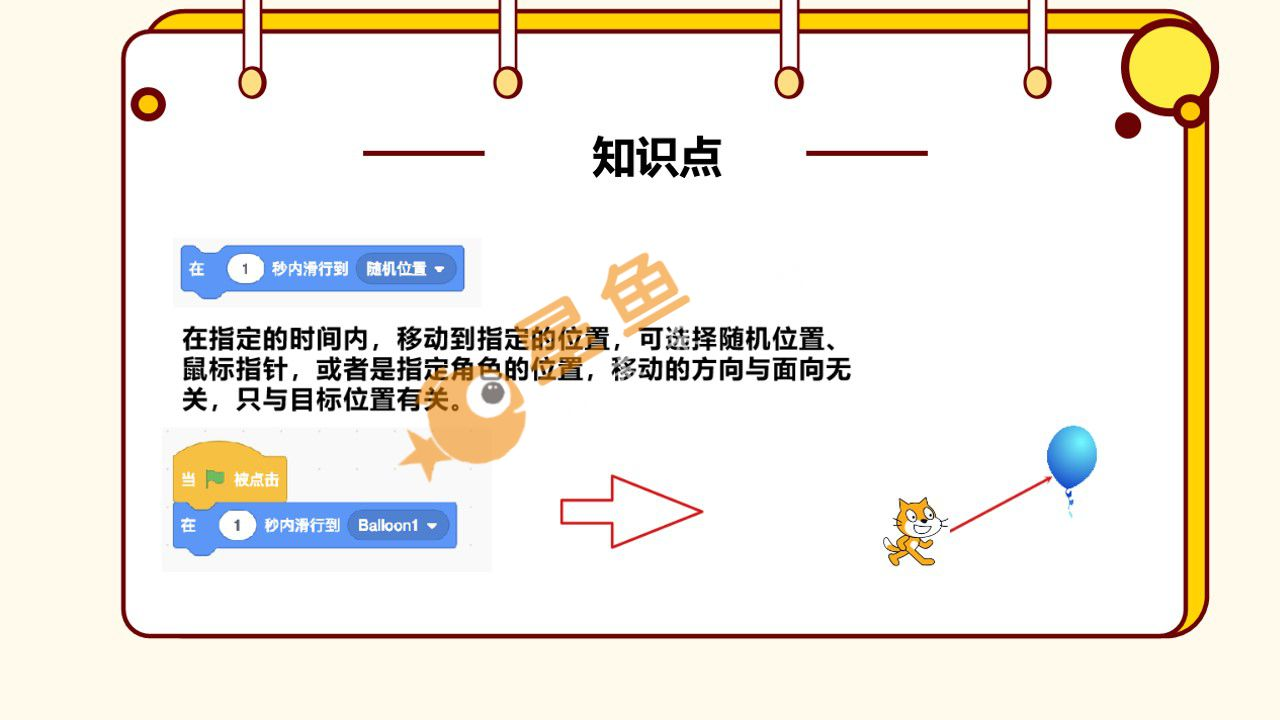 知识点
在 1 秒内滑行到 随机位置
星鱼
在指定的时间内，移动到指定的位置，可选择随机位置、
鼠标指针，或者是指定角色的位置，移动的方向与面向无
关，只与目标位置有关。
当 被点击
在 1 秒内滑行到 Balloon1